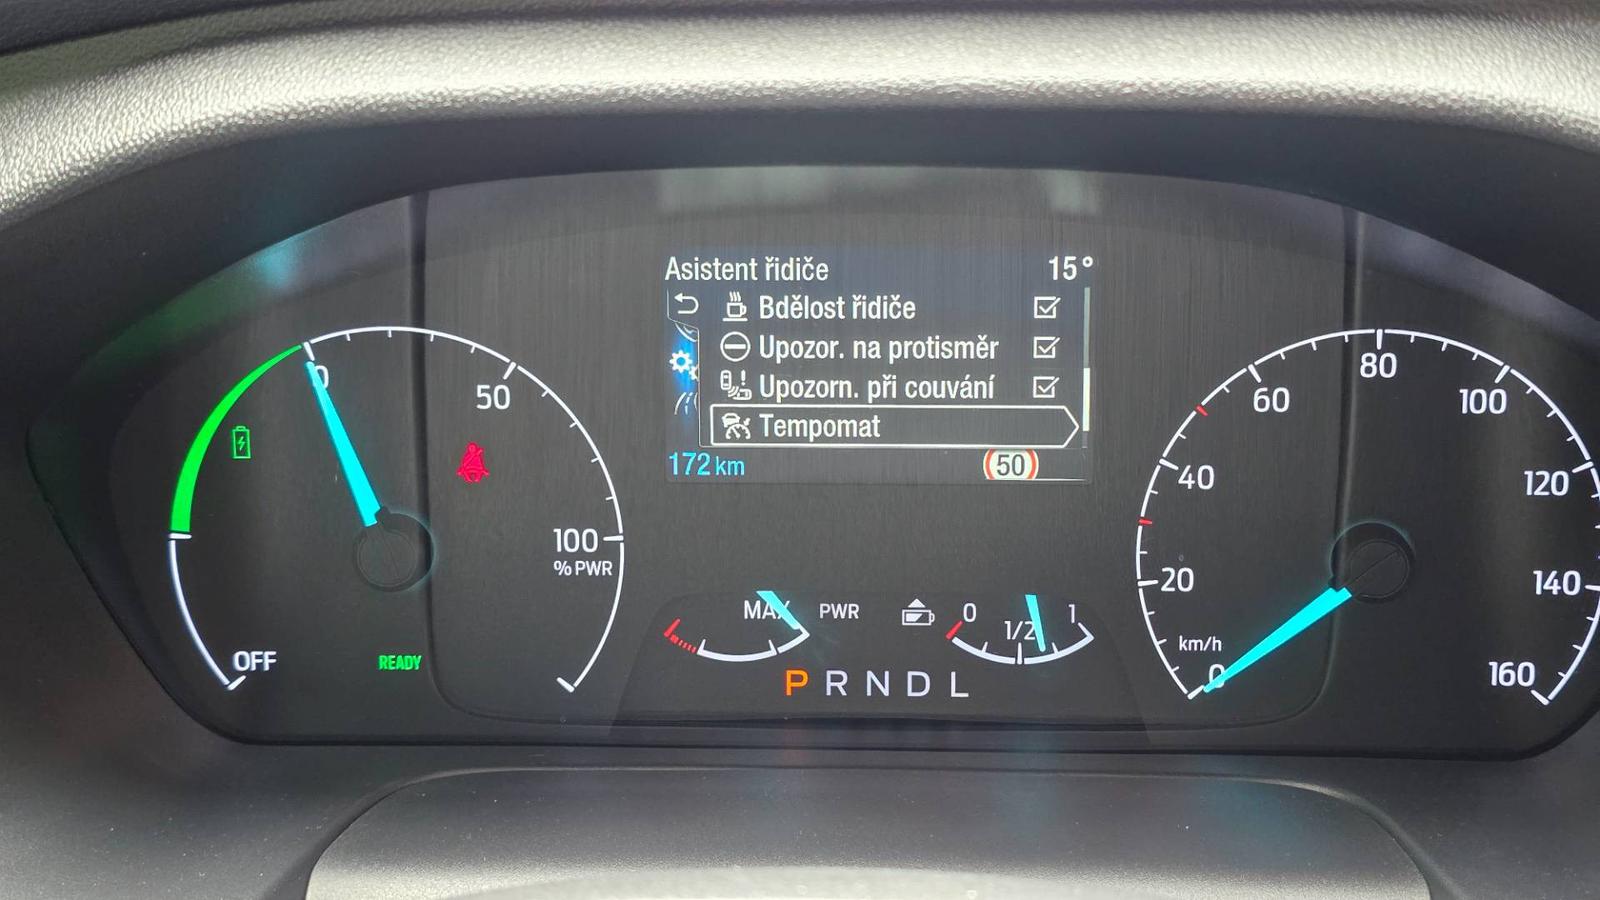 Asistent řidiče 15°
Bdělost řidiče
Upozor. na protisměr
Upozorn. při couvání
Tempomat
172 km 50
0 50 100 % PWR
OFF
READY
MAX PWR
0 1/2 1
P R N D L
0 20 40 60 80 100 120 140 160
km/h